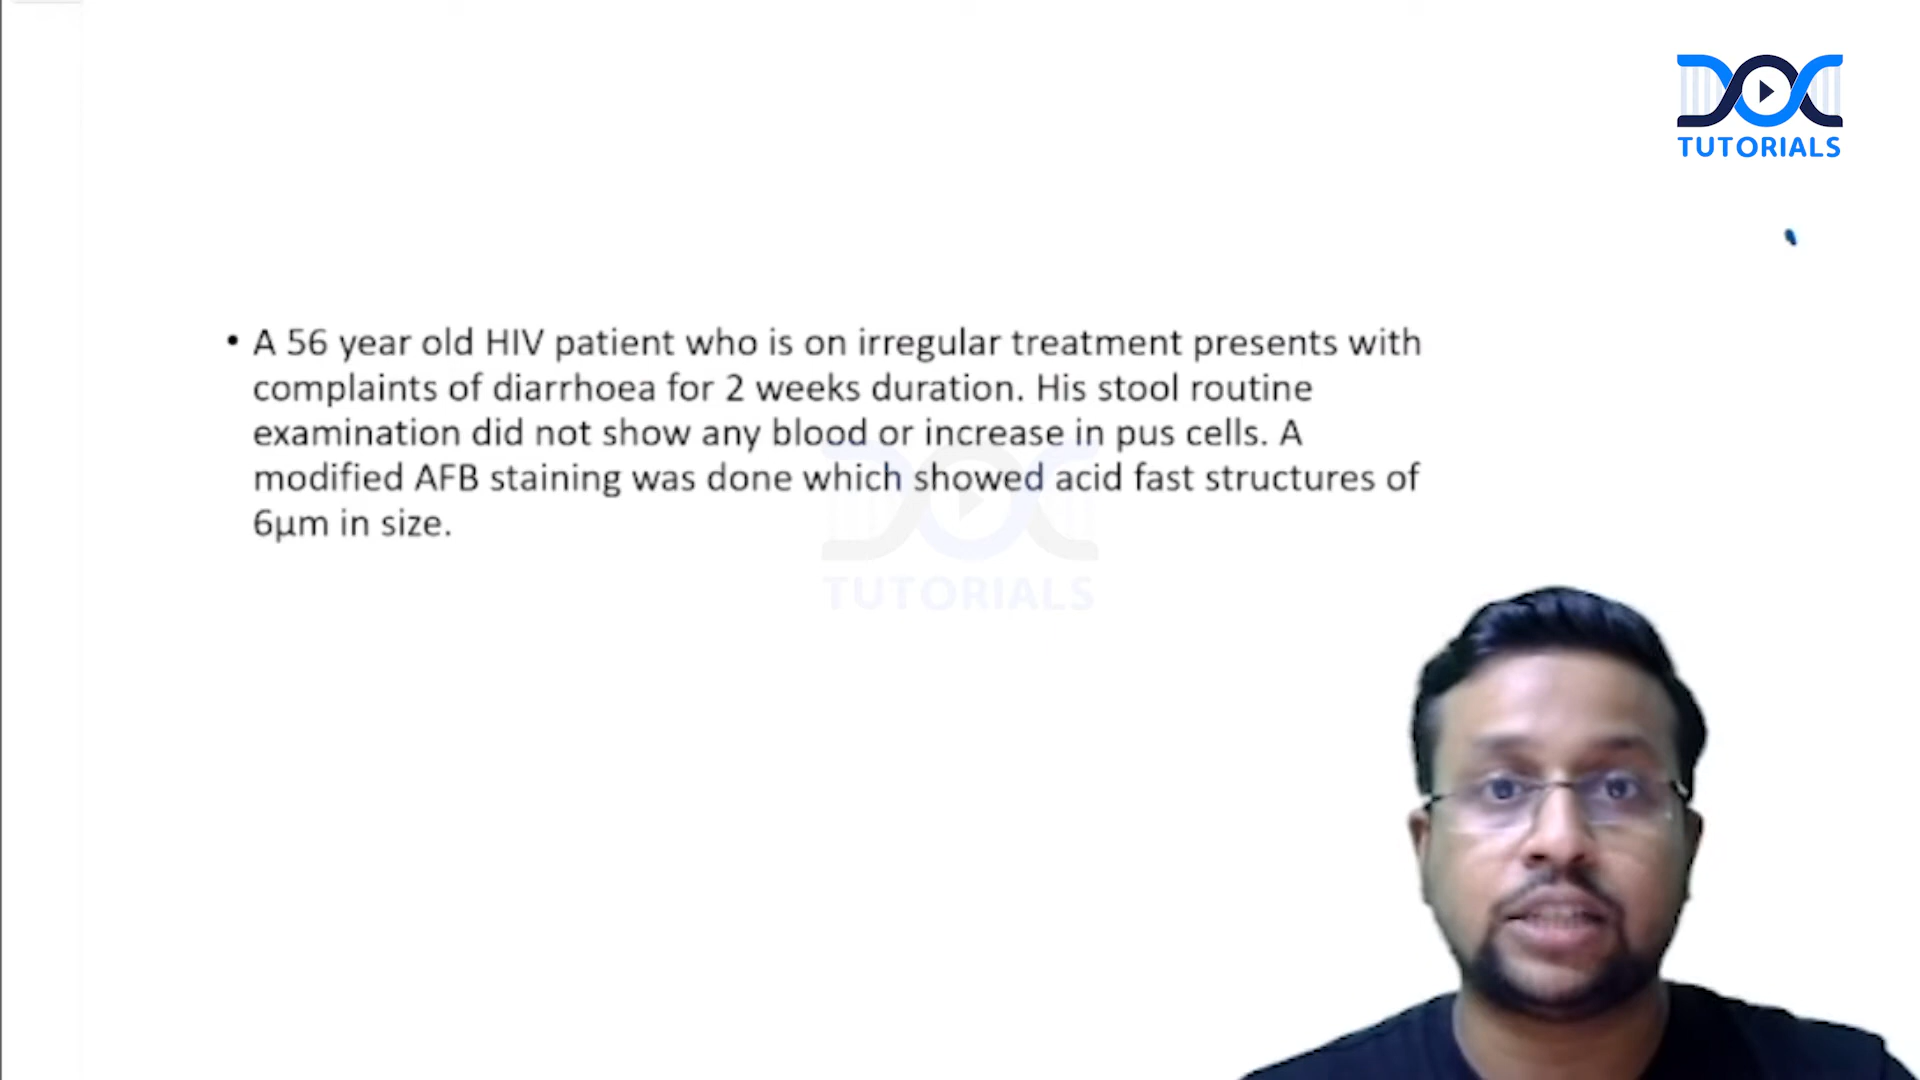 DOC
TUTORIALS
• A 56 year old HIV patient who is on irregular treatment presents with
complaints of diarrhoea for 2 weeks duration. His stool routine
examination did not show any blood or increase in pus cells. A
modified AFB staining was done which showed acid fast structures of
6µm in size.
DOC
TUTORIALS